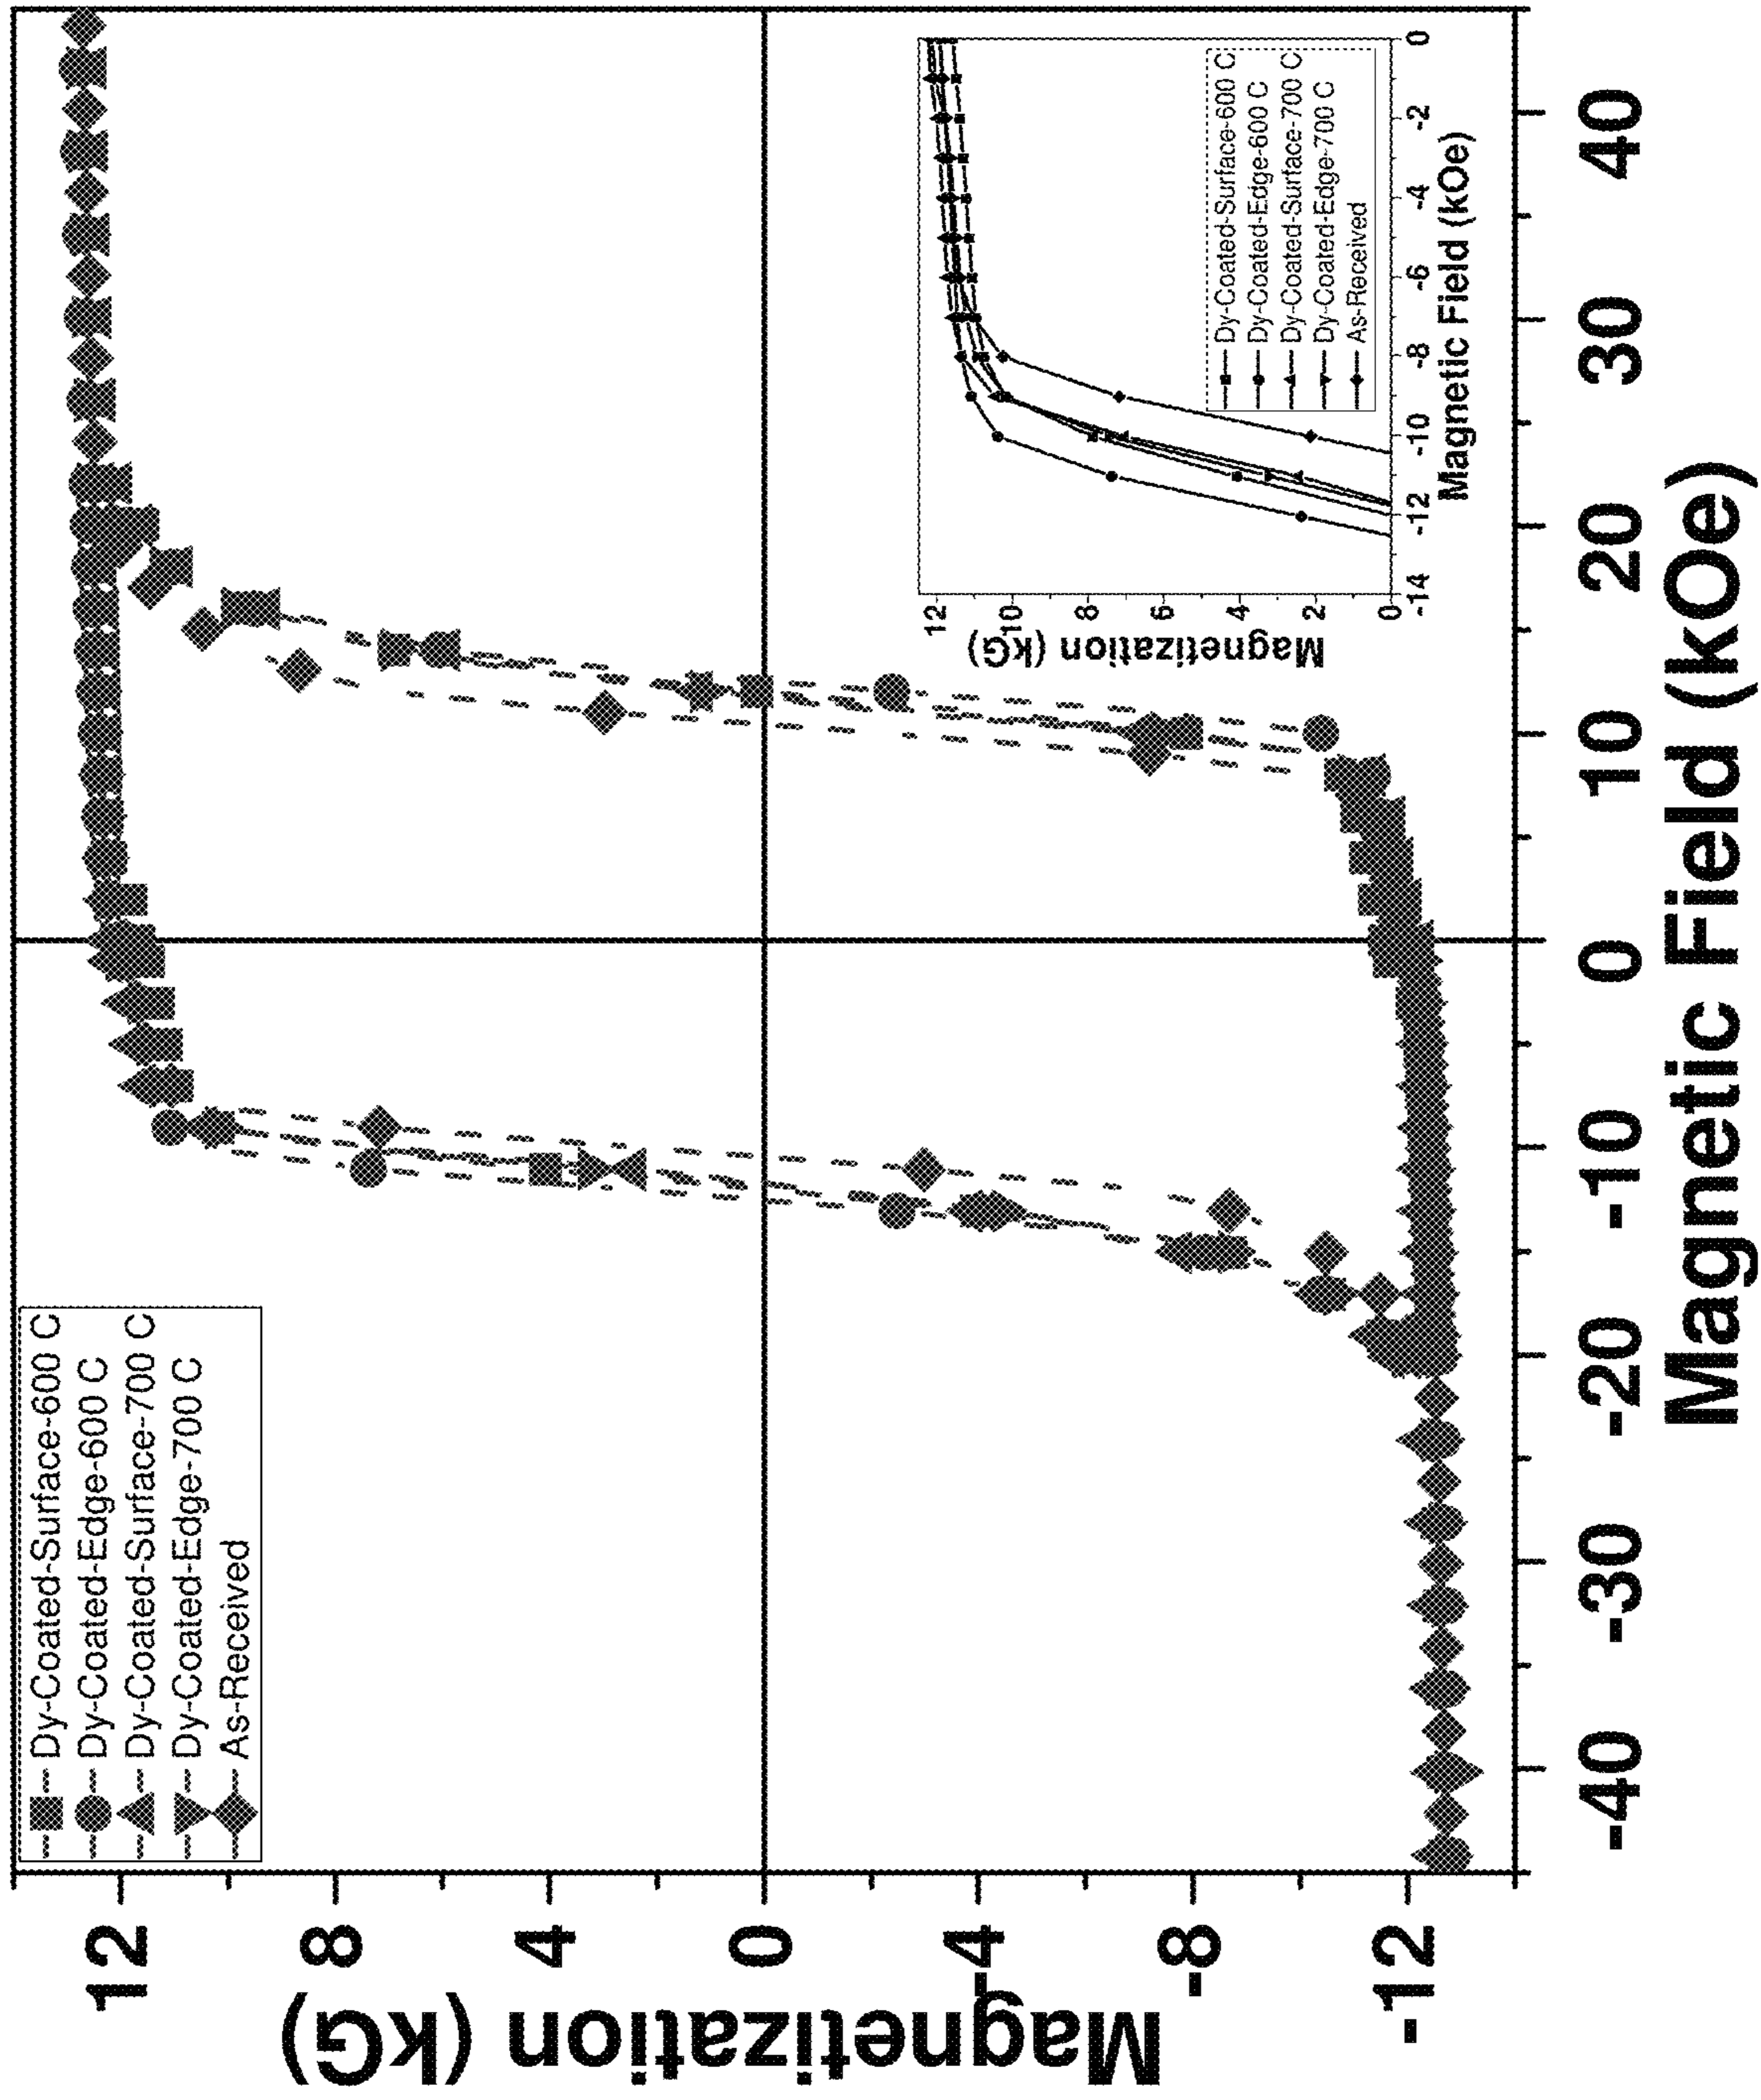 Dy-Coated-Surface-600 C
Dy-Coated-Edge-600 C
Dy-Coated-Surface-700 C
Dy-Coated-Edge-700 C
As-Received
12
8
4
0
-4
-8
-12
Magnetization (kG)
-40
-30
-20
-10
0
10
20
30
40
Magnetic Field (kOe)
12
10
8
6
4
2
0
Magnetization (kG)
-14
-12
-10
-8
-6
-4
-2
0
Magnetic Field (kOe)
Dy-Coated-Surface-600 C
Dy-Coated-Edge-600 C
Dy-Coated-Surface-700 C
Dy-Coated-Edge-700 C
As-Received